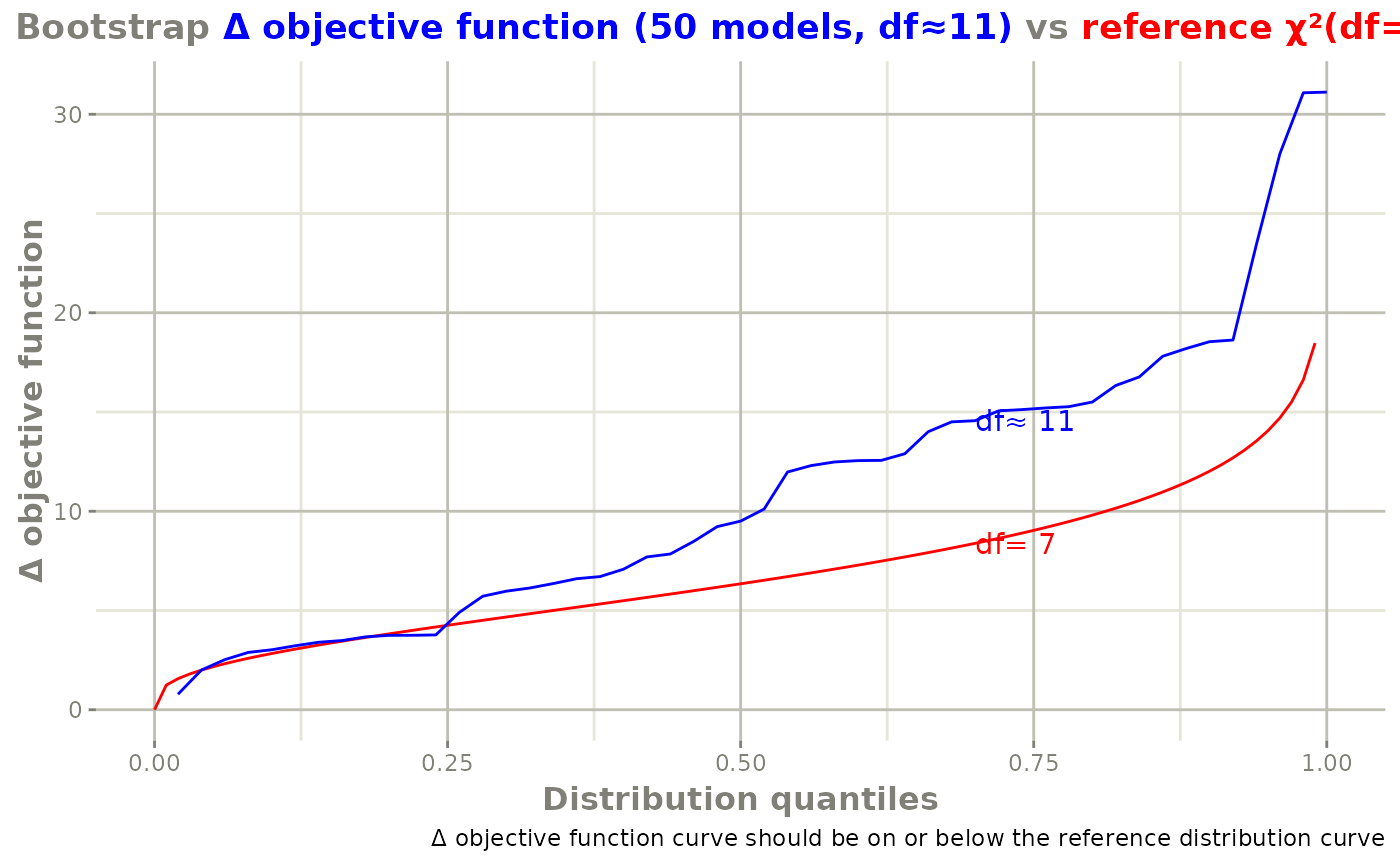 Bootstrap Δ objective function (50 models, df≈11) vs reference χ²(df=
Δ objective function
30
20
10
0
df≈ 11
df= 7
0.00 0.25 0.50 0.75 1.00
Distribution quantiles
Δ objective function curve should be on or below the reference distribution curve